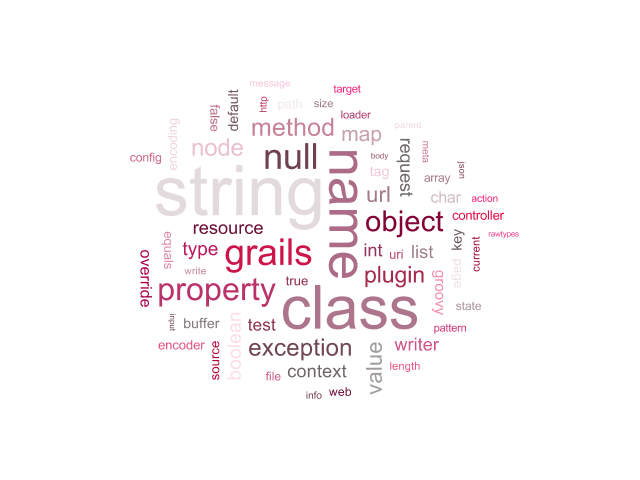 message
target
http
path
size
default
false
loader
encoding
method
map
parent
node
null
name
body
request
meta
config
tag
array
json
string
url
char
action
resource
object
controller
equals
type
grails
int
uri
list
key
current
rawtypes
override
write
true
plugin
groovy
page
property
class
state
input
buffer
boolean
test
pattern
encoder
source
exception
value
writer
file
context
length
info
web